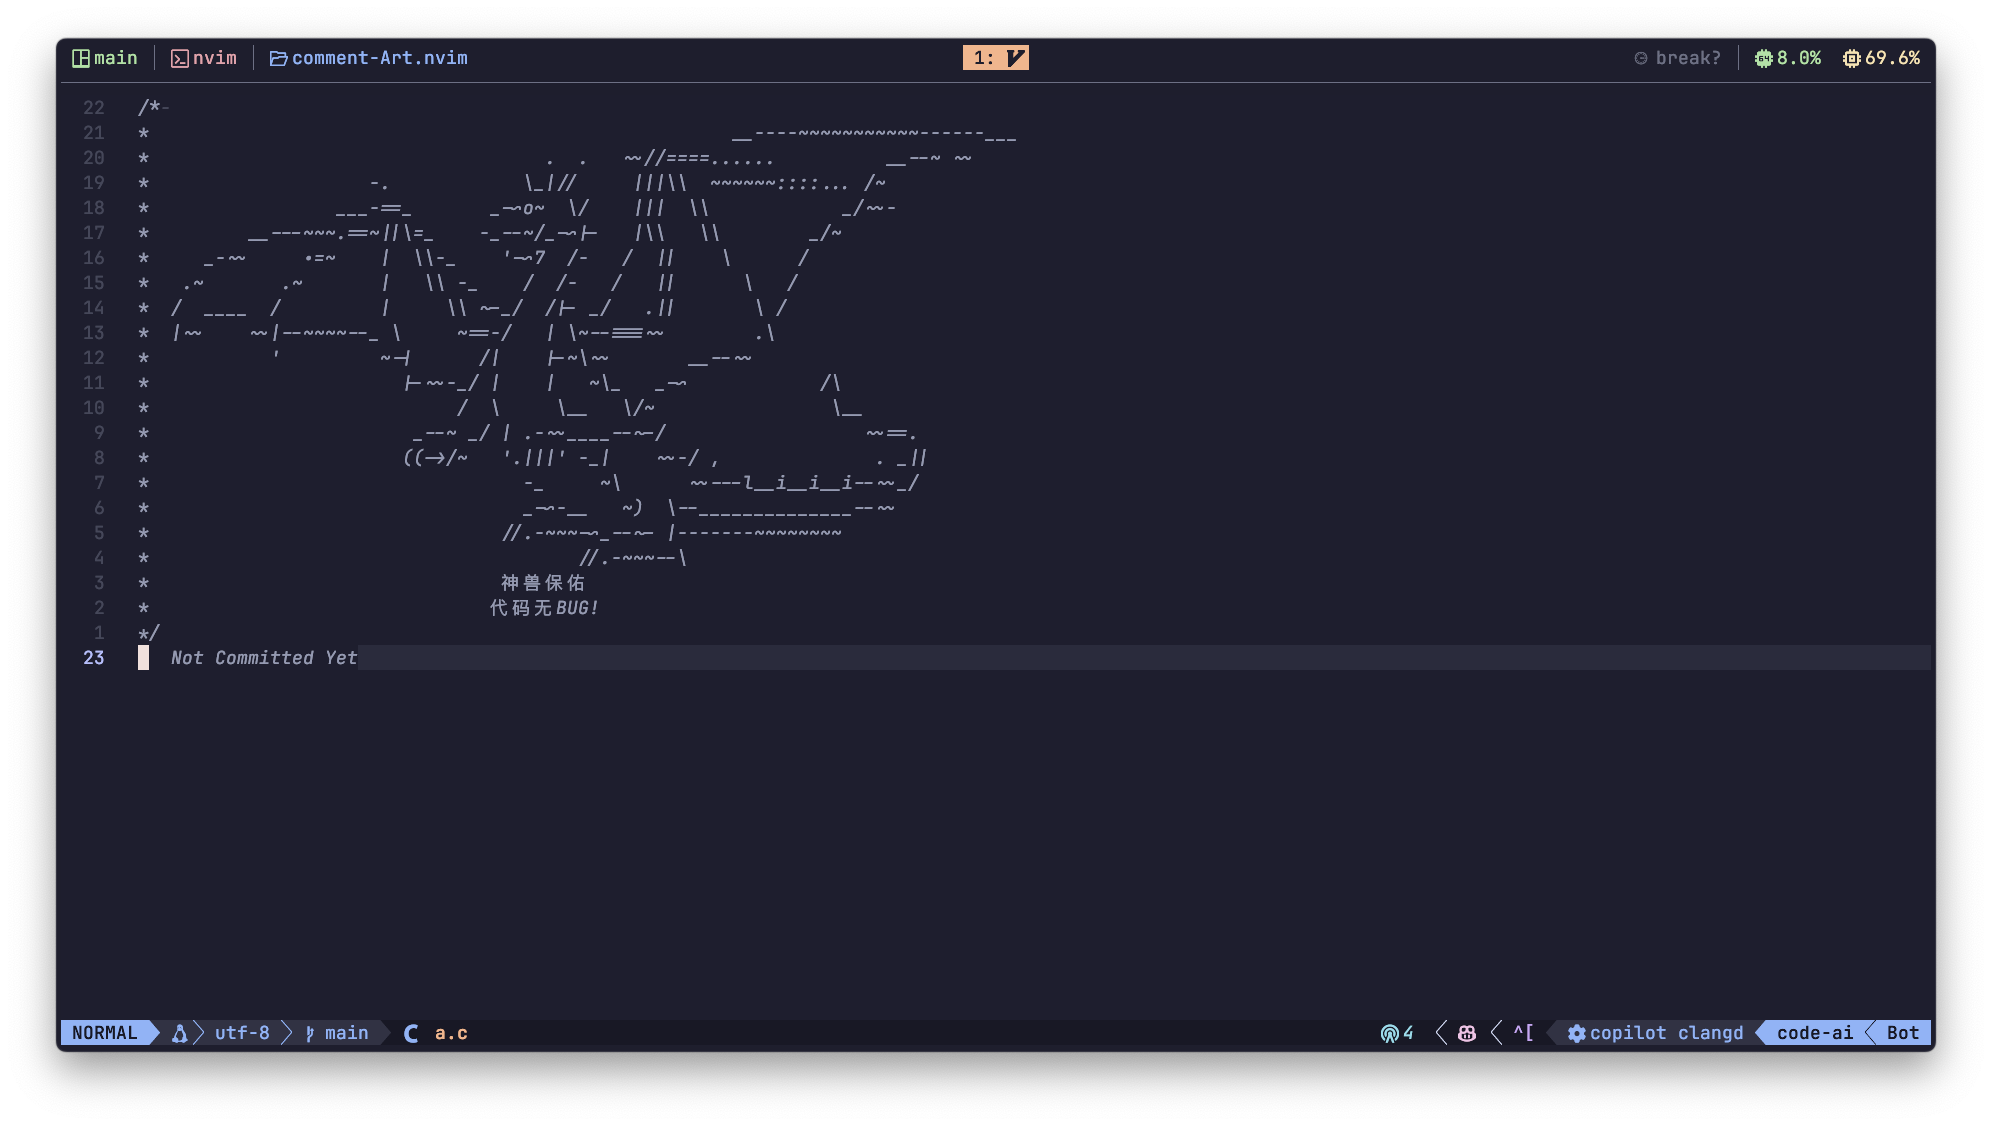 main nvim comment-Art.nvim 1: break? 8.0% 69.6%
22 /*-
21 * __----~~~~~~~~~~~------___
20 * .  .   ~~//====......          __--~ ~~
19 * -.             \_|//     |||\\  ~~~~~~::::... /~
18 * ___-==_       _-~o~  \/    |||  \\            _/~~-
17 * __---~~~.==~||\=_    -_--~/_-~|-   |\\   \\        _/~
16 * _-~~     .=~    |  \\-_    '-~7  /-   /  ||      \      /
15 * .~       .~       |   \\ -_    /  /-   /   ||      \   /
14 * /  ____  /         |     \\ ~-_/  /|- _/   .||       \ /
13 * |~~    ~~|--~~~~--_ \     ~==-/   | \~--===~~        .\
12 * '         ~-|      /|    |-~\~~       __--~~
11 * |-~~-_/ |    |   ~\_   _-~            /\
10 * /  \     \__   \/~                \__
9 * _--~ _/ | .-~~____--~-/                  ~~==.
8 * ((->/~   '.|||' -_|    ~~-/ ,              . _||
7 * -_     ~\      ~~---l__i__i__i--~~_/
6 * _-~-__   ~)  \--______________--~~
5 * //.-~~~-~_--~- |-------~~~~~~~~
4 * //.-~~~--\
3 * 神兽保佑
2 * 代码无BUG!
1 */
23 Not Committed Yet
NORMAL utf-8 main a.c 4 ^[ copilot clangd code-ai Bot